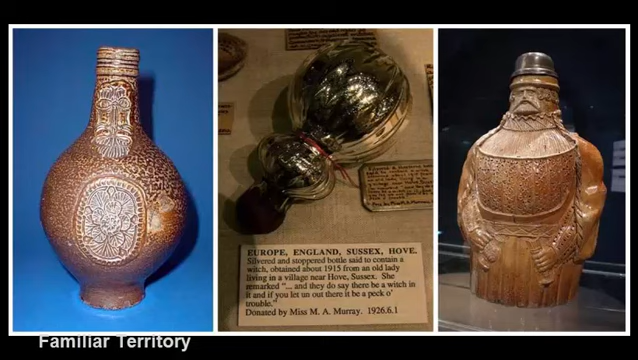 EUROPE, ENGLAND, SUSSEX, HOVE.
Silvered and stoppered bottle said to contain a
witch, obtained about 1915 from an old lady
living in a village near Hove, Sussex. She
remarked "... and they do say there be a witch in
it and if you let un out there it be a peck o'
trouble."
Donated by Miss M. A. Murray. 1926.6.1
Familiar Territory